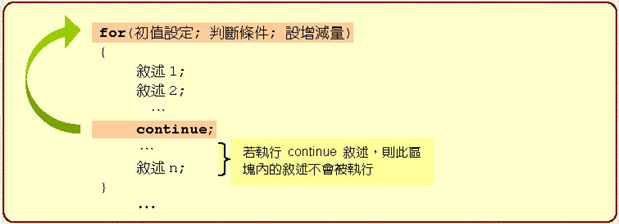 for(初值設定; 判斷條件; 設增減量)
{
敘述 1;
敘述 2;
…
continue;
…
敘述 n;
}
…
若執行 continue 敘述，則此區
塊內的敘述不會被執行